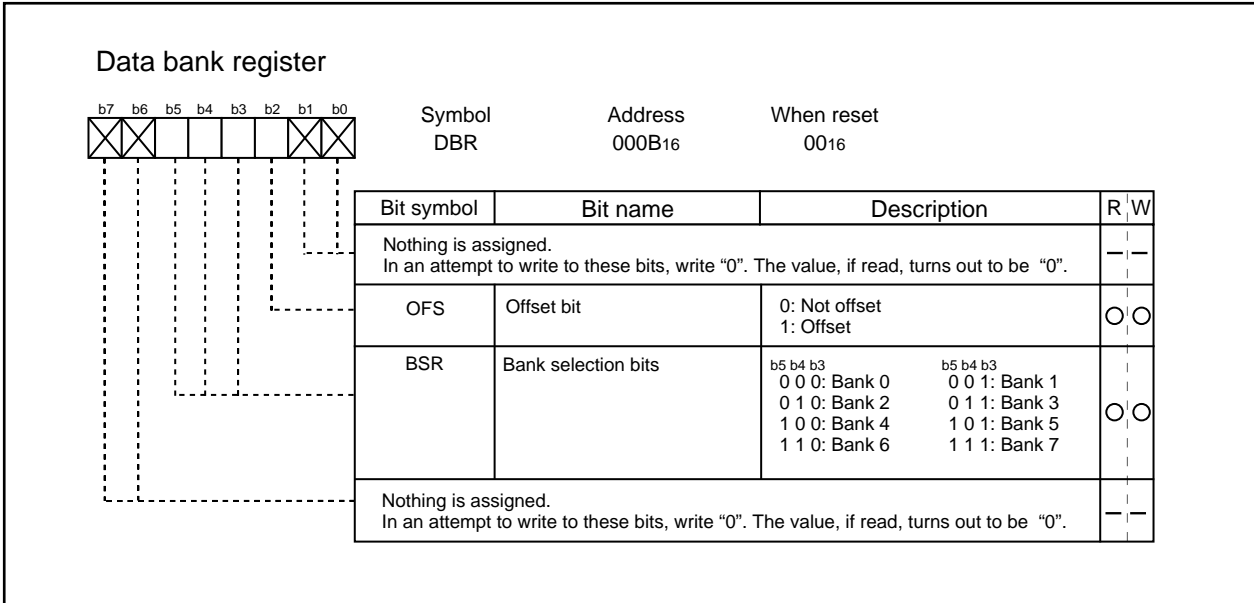 Data bank register
b7 b6 b5 b4 b3 b2 b1 b0
Symbol Address When reset
DBR 000B16 0016
Bit symbol Bit name Description R W
Nothing is assigned.
In an attempt to write to these bits, write “0”. The value, if read, turns out to be “0”.
OFS Offset bit 0: Not offset
1: Offset
BSR Bank selection bits b5 b4 b3 b5 b4 b3
0 0 0: Bank 0 0 0 1: Bank 1
0 1 0: Bank 2 0 1 1: Bank 3
1 0 0: Bank 4 1 0 1: Bank 5
1 1 0: Bank 6 1 1 1: Bank 7
Nothing is assigned.
In an attempt to write to these bits, write “0”. The value, if read, turns out to be “0”.